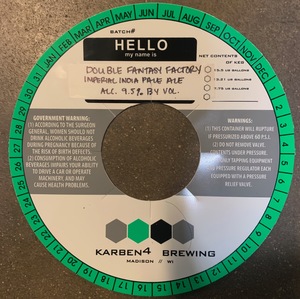 JAN FEB MARCH APRIL MAY JUN JUL AUG SEP OCT NOV DEC
BATCH#
HELLO
my name is
DOUBLE FANTASY FACTORY
IMPERIAL INDIA PALE ALE
ALC. 9.5% BY VOL.
NET CONTENTS
OF KEG
15.5 US GALLONS
5.27 US GALLONS
7.75 US GALLONS
GOVERNMENT WARNING:
(1) ACCORDING TO THE SURGEON
GENERAL, WOMEN SHOULD NOT
DRINK ALCOHOLIC BEVERAGES
DURING PREGNANCY BECAUSE OF
THE RISK OF BIRTH DEFECTS.
(2) CONSUMPTION OF ALCOHOLIC
BEVERAGES IMPAIRS YOUR ABILITY
TO DRIVE A CAR OR OPERATE
MACHINERY, AND MAY
CAUSE HEALTH PROBLEMS.
WARNINGS:
(1) THIS CONTAINER WILL RUPTURE
IF PRESSURIZED ABOVE 60 P.S.I.
(2) DO NOT REMOVE VALVE.
CONTENTS UNDER PRESSURE.
ONLY TAPPING EQUIPMENT
PRESSURE REGULATOR EACH
EQUIPPED WITH A PRESSURE
RELIEF VALVE.
KARBEN4 BREWING
MADISON // WI
1 2 3 4 5 6 7 8 9 10 11 12 13 14 15 16 17 18 19 20 21 22 23 24 25 26 27 28 29 30 31